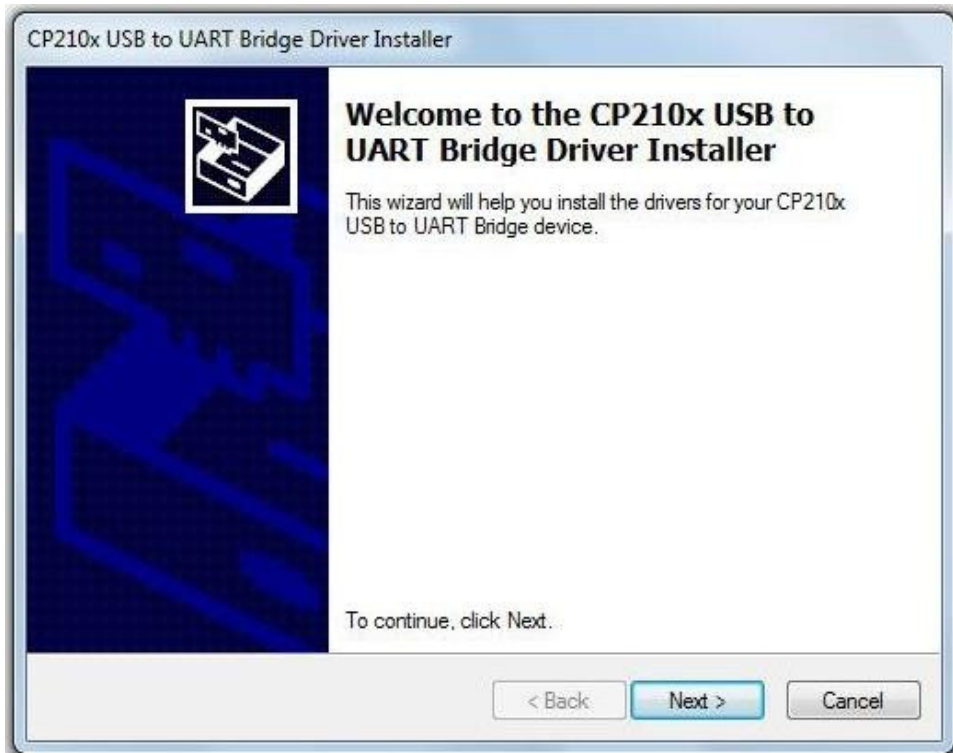 CP210x USB to UART Bridge Driver Installer
Welcome to the CP210x USB to
UART Bridge Driver Installer
This wizard will help you install the drivers for your CP210x
USB to UART Bridge device.
To continue, click Next.
< Back
Next >
Cancel